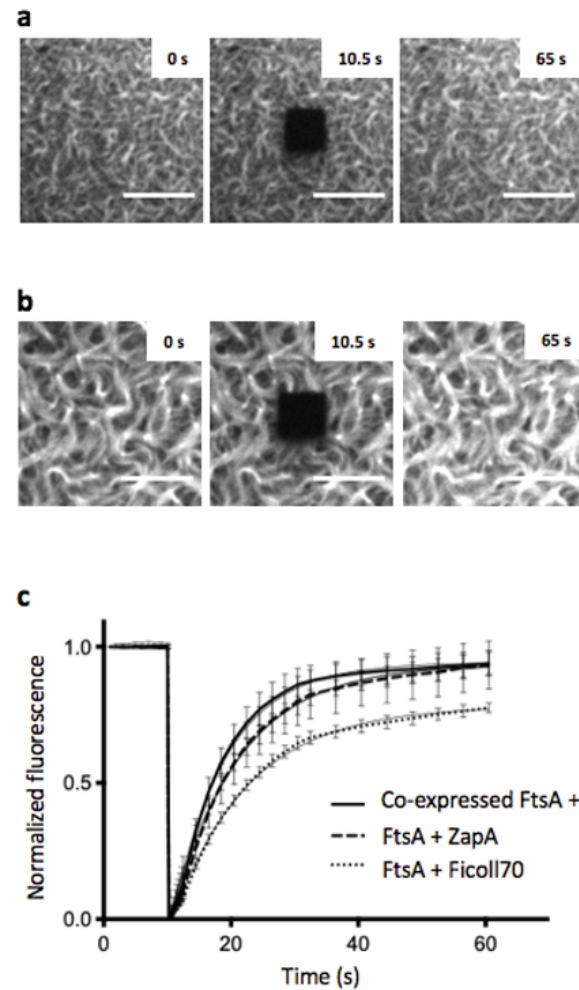 a
0 s
10.5 s
65 s
b
0 s
10.5 s
65 s
c
Normalized fluorescence
1.0
0.5
0.0
Co-expressed FtsA +
FtsA + ZapA
FtsA + Ficoll70
0
20
40
60
Time (s)